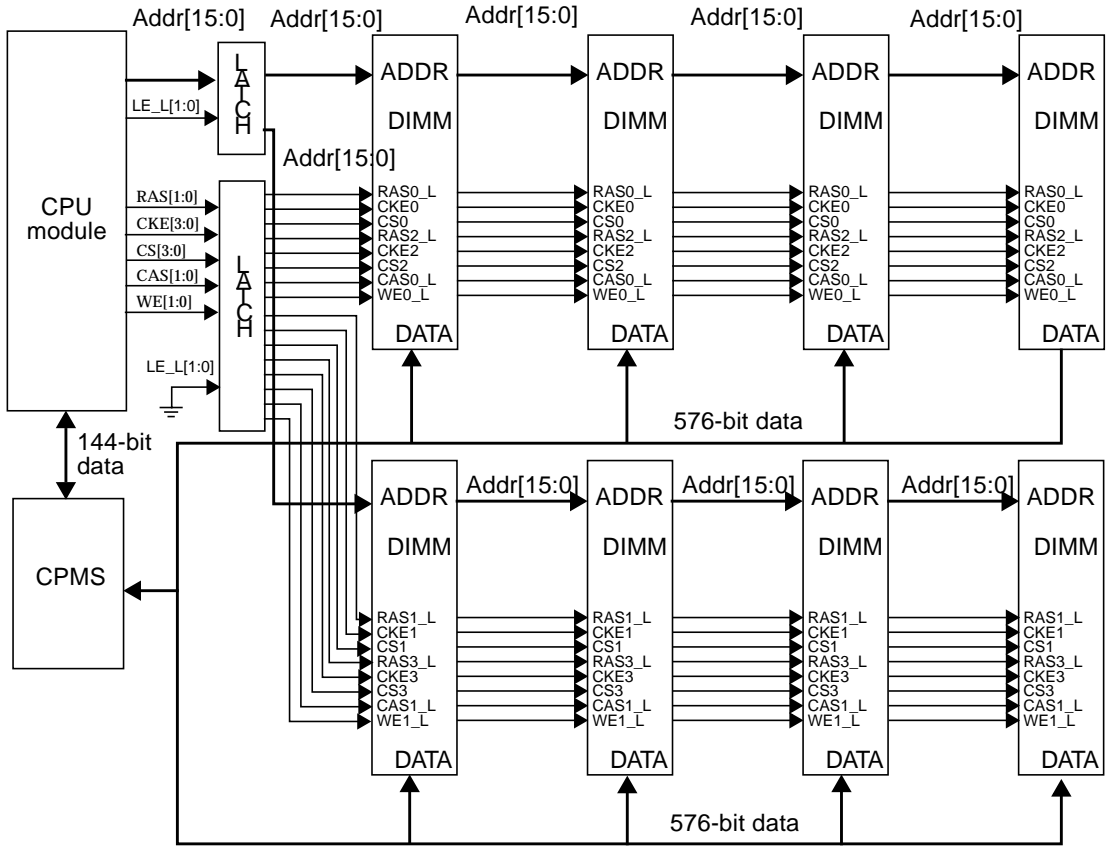 Addr[15:0]
Addr[15:0]
Addr[15:0]
Addr[15:0]
Addr[15:0]
LATCH
ADDR
ADDR
ADDR
ADDR
LE_L[1:0]
DIMM
DIMM
DIMM
DIMM
Addr[15:0]
CPU
module
RAS[1:0]
CKE[3:0]
CS[3:0]
CAS[1:0]
WE[1:0]
LE_L[1:0]
LATCH
RAS0_L
CKE0
CS0
RAS2_L
CKE2
CS2
CAS0_L
WE0_L
RAS0_L
CKE0
CS0
RAS2_L
CKE2
CS2
CAS0_L
WE0_L
RAS0_L
CKE0
CS0
RAS2_L
CKE2
CS2
CAS0_L
WE0_L
RAS0_L
CKE0
CS0
RAS2_L
CKE2
CS2
CAS0_L
WE0_L
DATA
DATA
DATA
DATA
576-bit data
144-bit
data
CPMS
ADDR
Addr[15:0]
ADDR
Addr[15:0]
ADDR
Addr[15:0]
ADDR
DIMM
DIMM
DIMM
DIMM
RAS1_L
CKE1
CS1
RAS3_L
CKE3
CS3
CAS1_L
WE1_L
RAS1_L
CKE1
CS1
RAS3_L
CKE3
CS3
CAS1_L
WE1_L
RAS1_L
CKE1
CS1
RAS3_L
CKE3
CS3
CAS1_L
WE1_L
RAS1_L
CKE1
CS1
RAS3_L
CKE3
CS3
CAS1_L
WE1_L
DATA
DATA
DATA
DATA
576-bit data